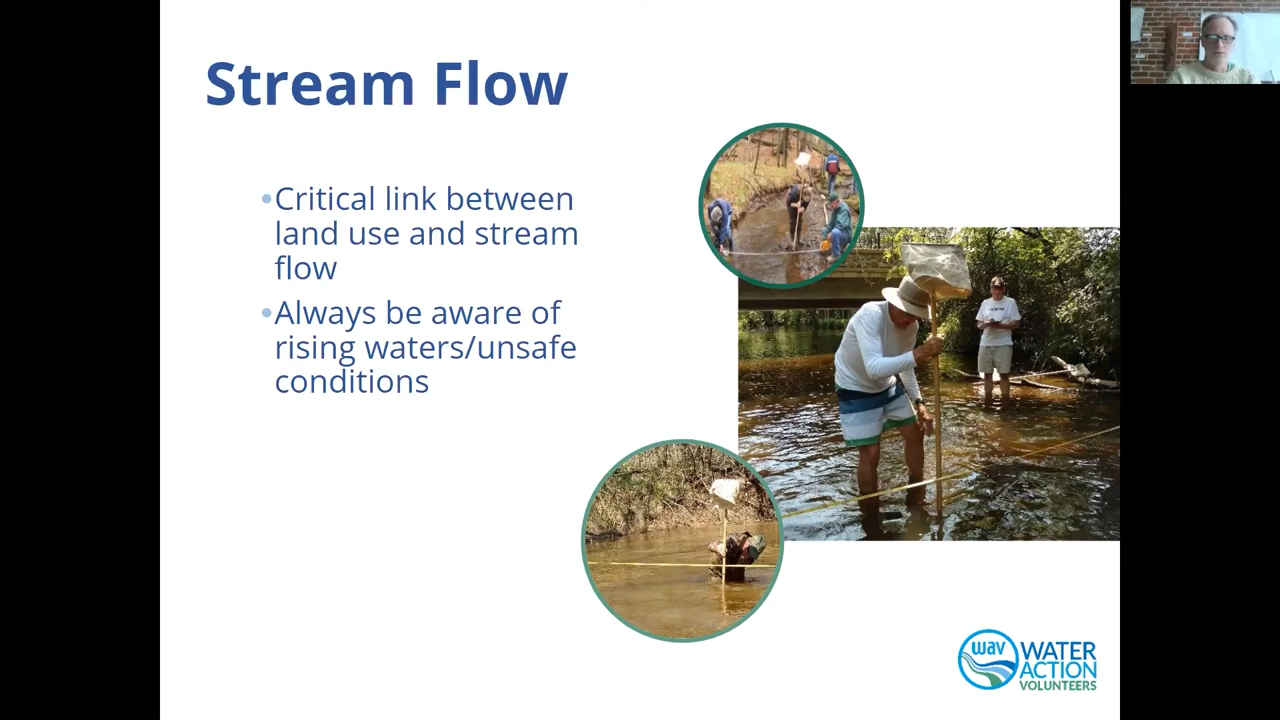 Stream Flow
•Critical link between
land use and stream
flow
•Always be aware of
rising waters/unsafe
conditions
wav WATER
ACTION
VOLUNTEERS